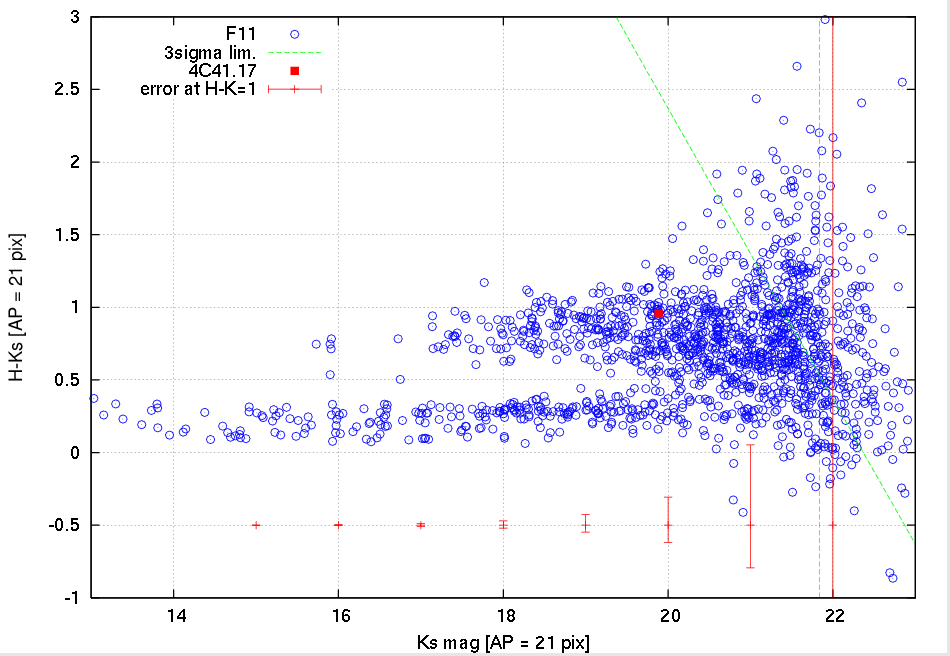 F11
3sigma lim.
4C41.17
error at H-K=1
3
2.5
2
1.5
1
0.5
0
-0.5
-1
14 16 18 20 22
Ks mag [AP = 21 pix]
H-Ks [AP = 21 pix]